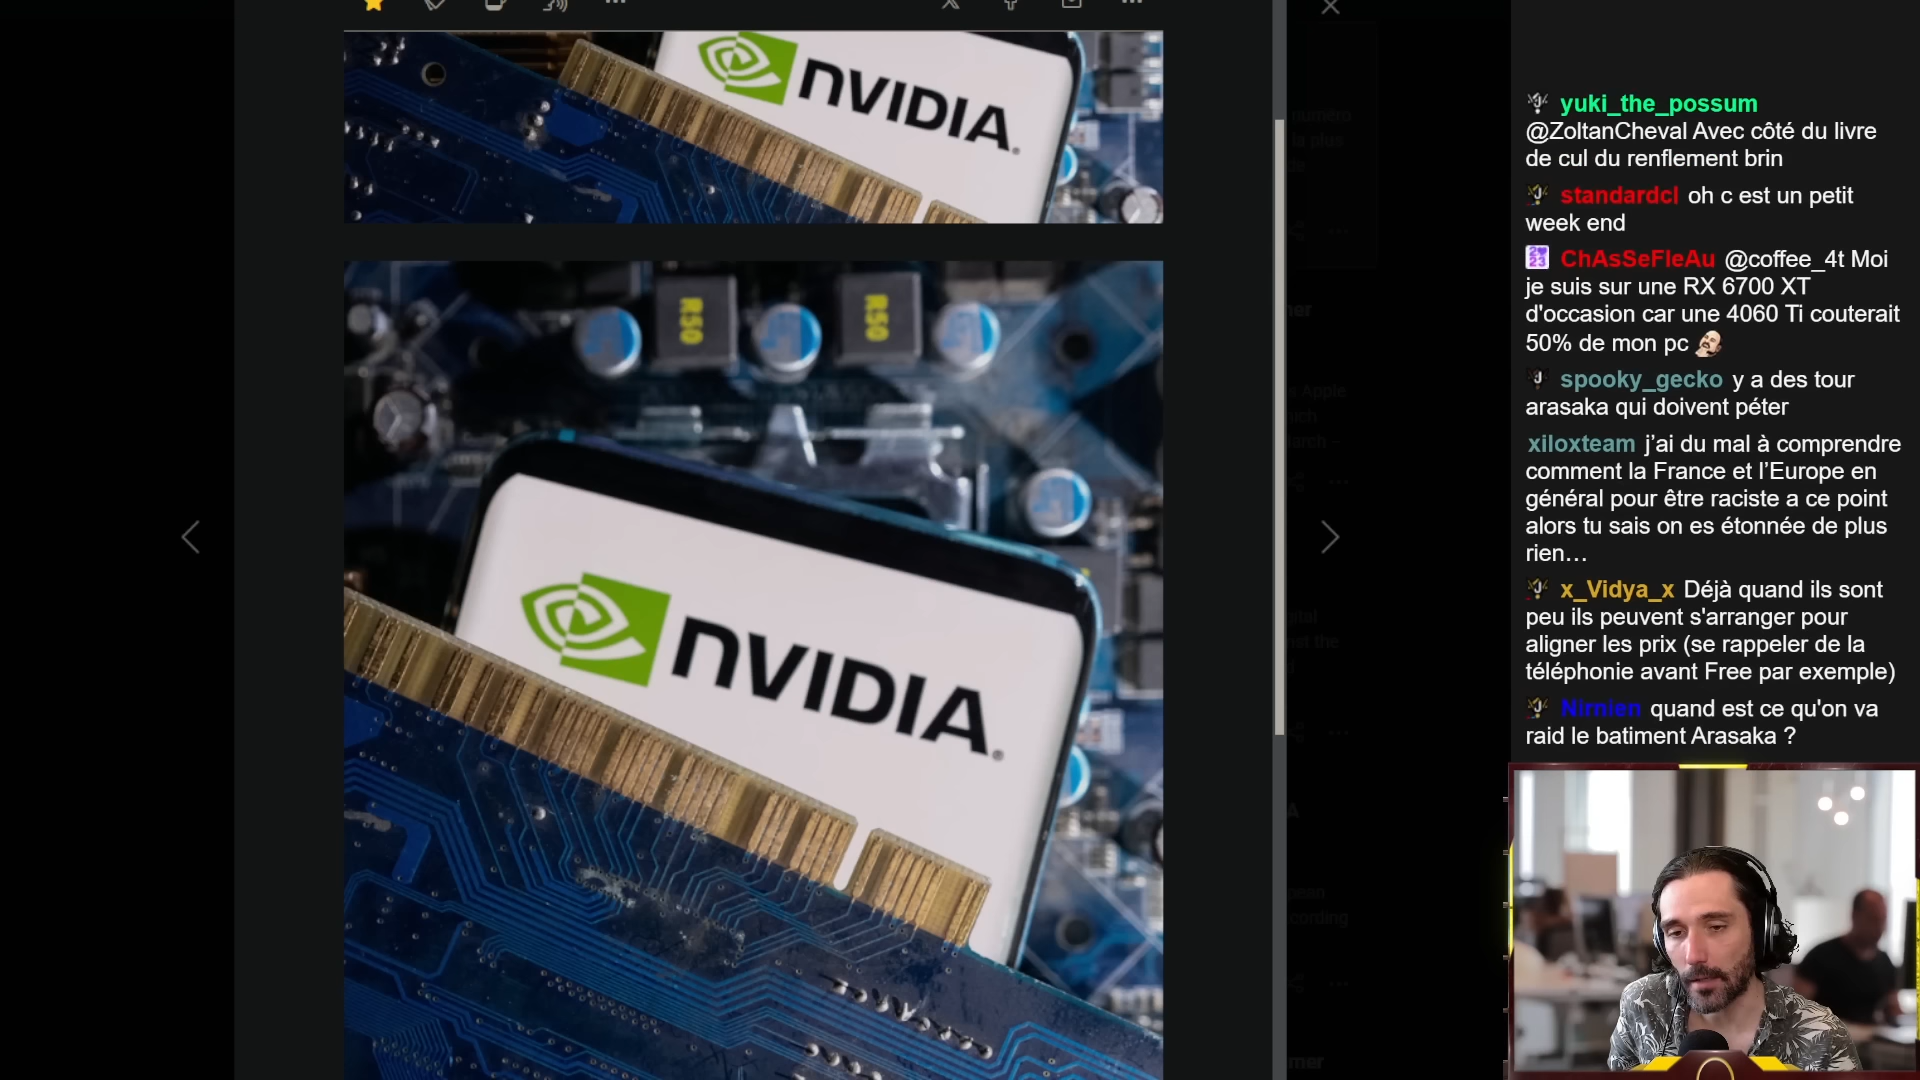 NVIDIA
R50
R50
NVIDIA
yuki_the_possum
@ZoltanCheval Avec côté du livre
de cul du renflement brin
standardcl oh c est un petit
week end
ChAsSeFleAu @coffee_4t Moi
je suis sur une RX 6700 XT
d'occasion car une 4060 Ti couterait
50% de mon pc
spooky_gecko y a des tour
arasaka qui doivent péter
xiloxteam j'ai du mal à comprendre
comment la France et l'Europe en
général pour être raciste a ce point
alors tu sais on es étonnée de plus
rien…
x_Vidya_x Déjà quand ils sont
peu ils peuvent s'arranger pour
aligner les prix (se rappeler de la
téléphonie avant Free par exemple)
Nirnien quand est ce qu'on va
raid le batiment Arasaka ?